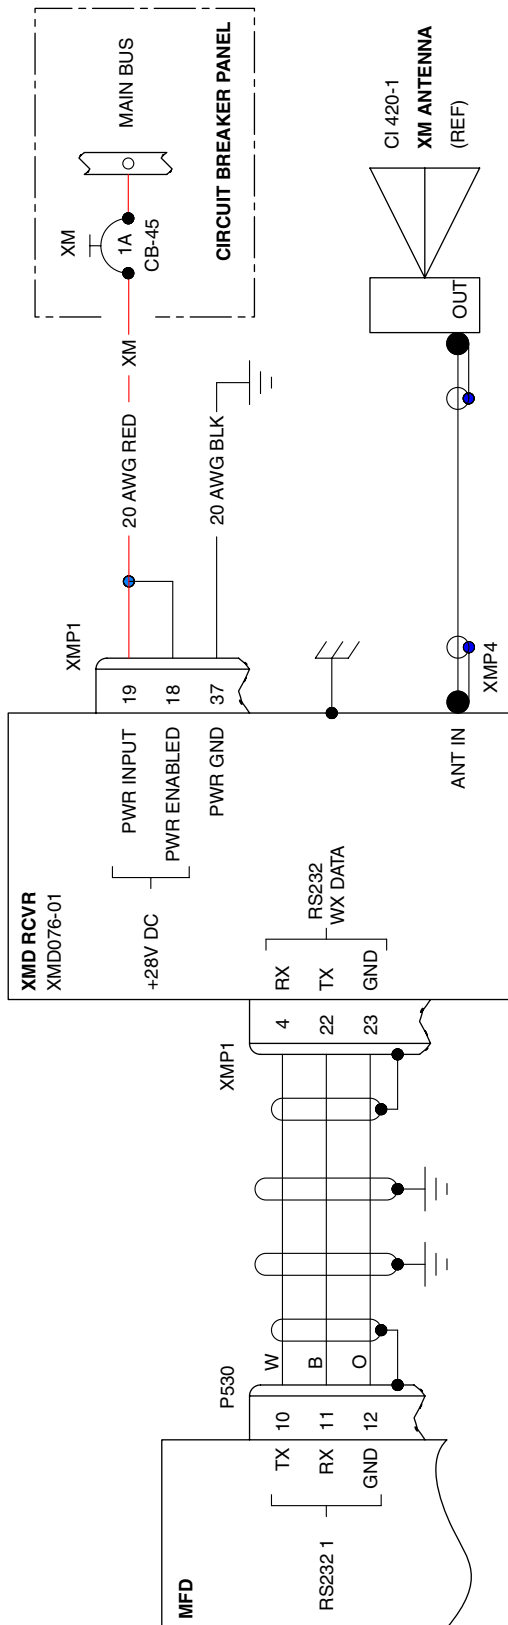 MFD
RS232 1
TX 10
RX 11
GND 12
P530
W
B
O
XMP1
4 RX
22 TX
23 GND
RS232
WX DATA
XMD RCVR
XMD076-01
+28V DC
PWR INPUT 19
PWR ENABLED 18
PWR GND 37
XMP1
20 AWG RED
XM
20 AWG BLK
XM
1A
CB-45
MAIN BUS
CIRCUIT BREAKER PANEL
ANT IN
XMP4
OUT
CI 420-1
XM ANTENNA
(REF)